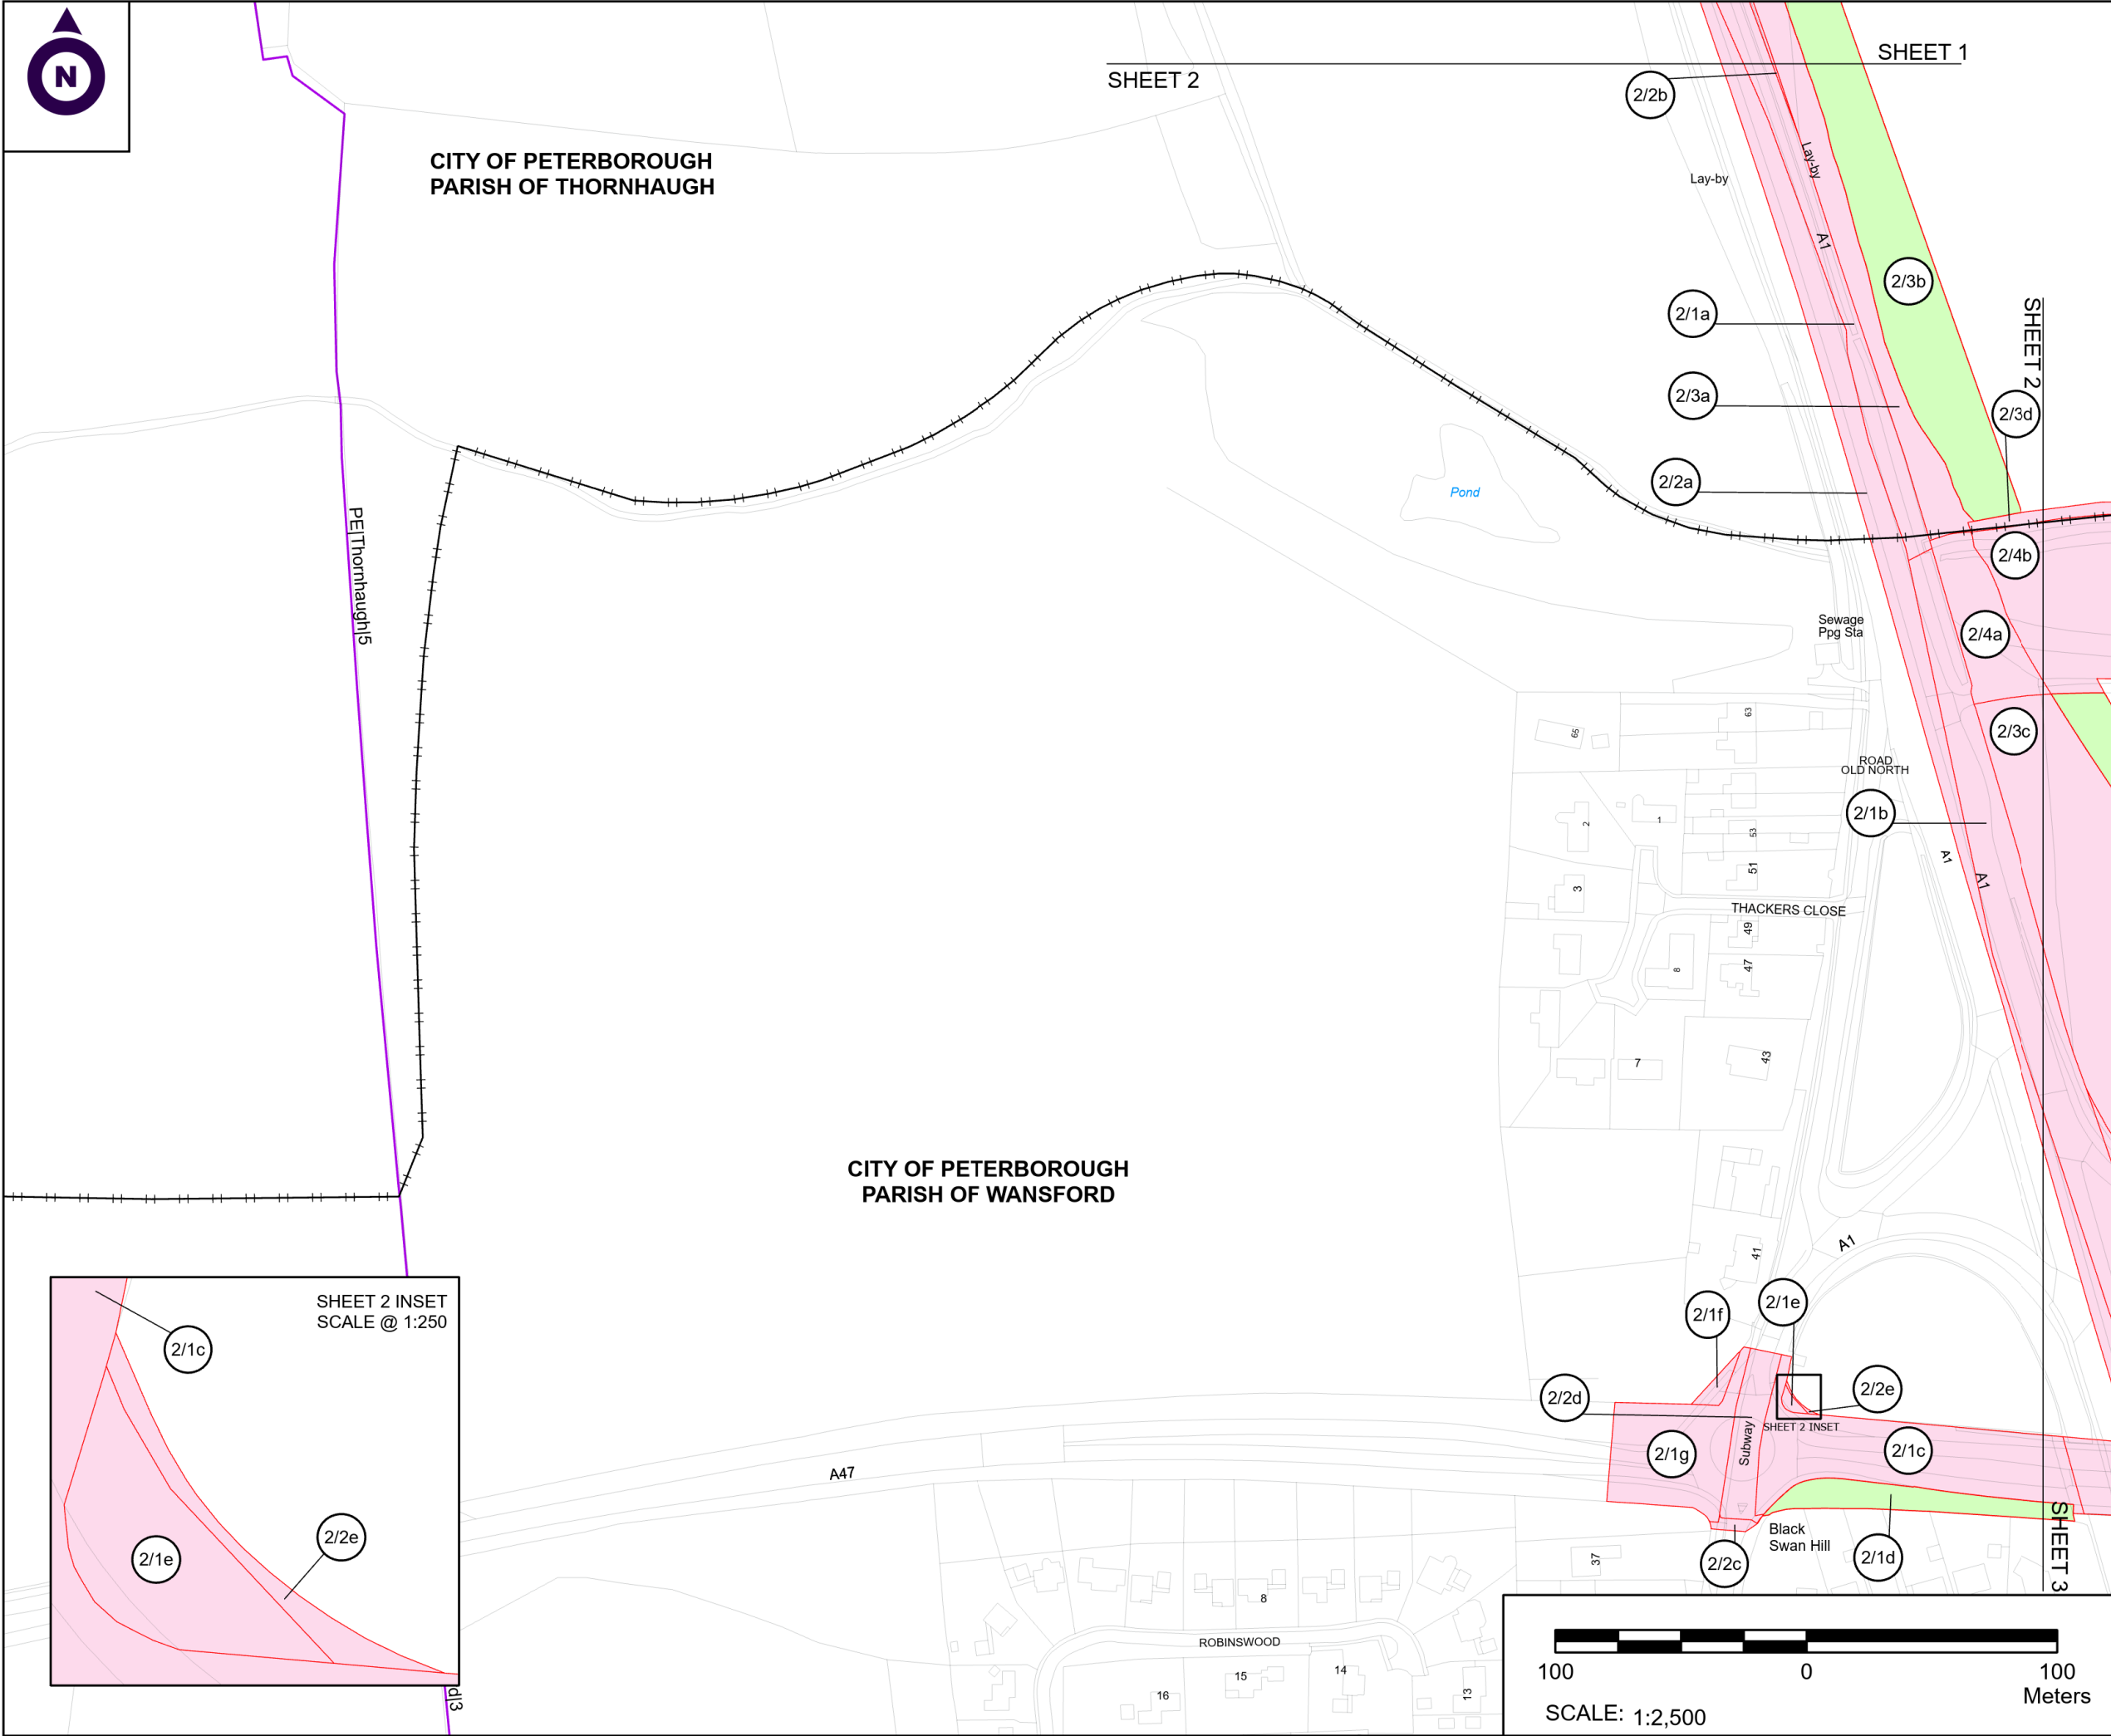 N
SHEET 1
SHEET 2
2/2b
CITY OF PETERBOROUGH
PARISH OF THORNHAUGH
Lay-by
Lay-by
A1
2/3b
2/1a
SHEET 2
2/3a
2/3d
2/2a
Pond
PE|Thornhaugh|5
2/4b
Sewage
Ppg Sta
2/4a
63
65
2/3c
ROAD
OLD NORTH
2/1b
2
1
53
A1
51
A1
3
THACKERS CLOSE
49
47
8
43
7
CITY OF PETERBOROUGH
PARISH OF WANSFORD
A1
41
SHEET 2 INSET
SCALE @ 1:250
2/1c
2/1e
2/2e
2/1f
2/1e
2/2d
2/2e
SHEET 2 INSET
Subway
2/1g
2/1c
A47
SHEET 3
Black
Swan Hill
2/2c
2/1d
37
8
ROBINSWOOD
15
14
16
13
d|3
100
0
100
Meters
SCALE: 1:2,500